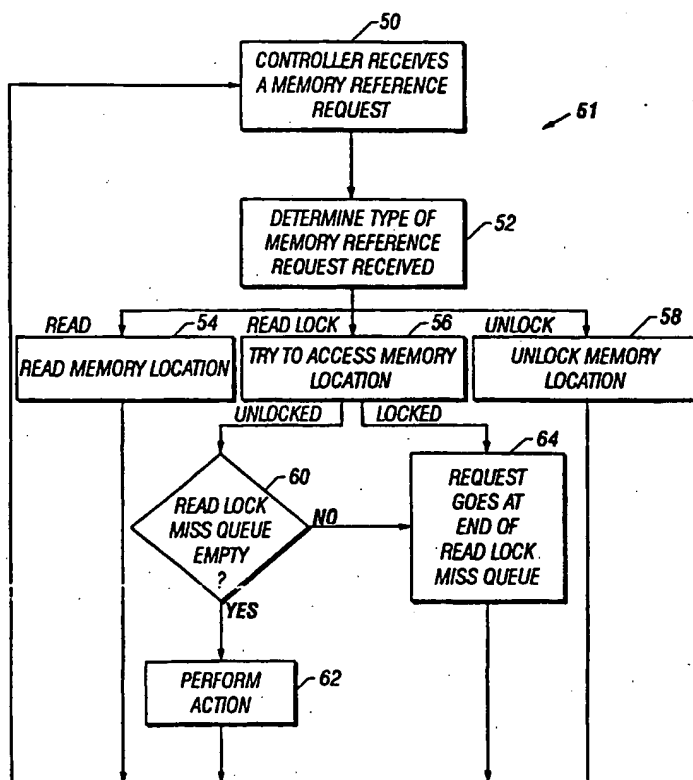 50
CONTROLLER RECEIVES
A MEMORY REFERENCE
REQUEST
61
DETERMINE TYPE OF
MEMORY REFERENCE
REQUEST RECEIVED
52
READ
54
READ LOCK
56
UNLOCK
58
READ MEMORY LOCATION
TRY TO ACCESS MEMORY
LOCATION
UNLOCK MEMORY
LOCATION
UNLOCKED
LOCKED
60
READ LOCK
MISS QUEUE
EMPTY
?
NO
YES
64
REQUEST
GOES AT
END OF
READ LOCK
MISS QUEUE
PERFORM
ACTION
62